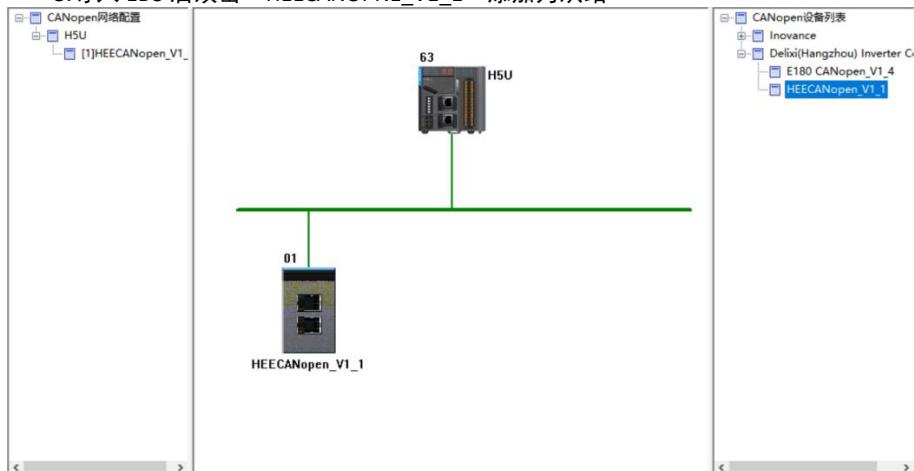 CANopen网络配置
H5U
[1]HEECANopen_V1_
63
H5U
01
HEECANopen_V1_1
CANopen设备列表
Inovance
Delixi(Hangzhou) Inverter C
E180 CANopen_V1_4
HEECANopen_V1_1